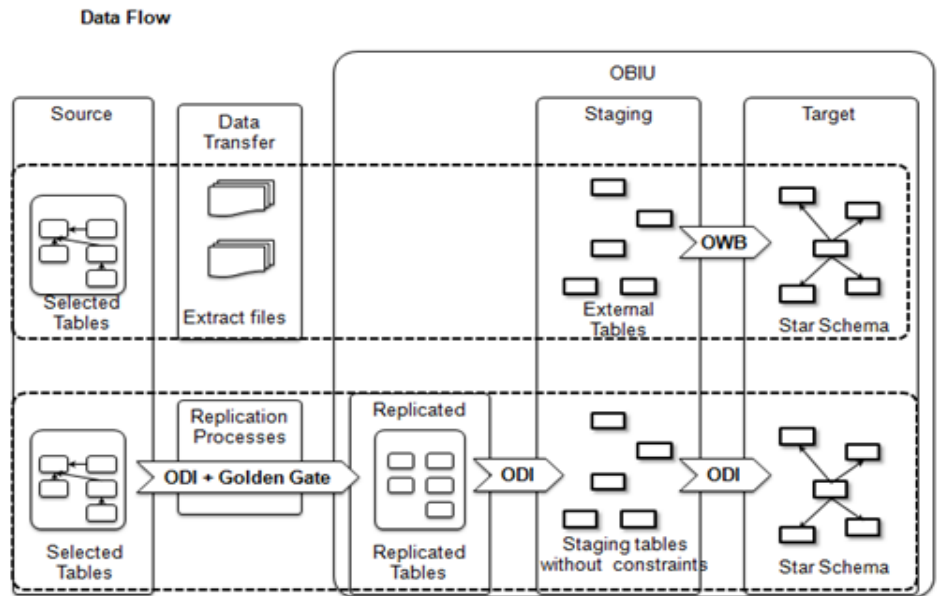 Data Flow
OBIU
Source
Data
Transfer
Staging
Target
OWB
Selected
Tables
Extract files
External
Tables
Star Schema
Replication
Processes
Replicated
ODI + Golden Gate
ODI
ODI
Selected
Tables
Replicated
Tables
Staging tables
without constraints
Star Schema